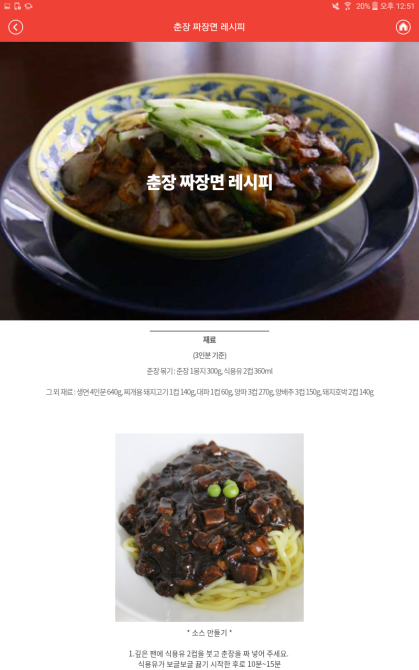 20% 오후 12:51
춘장 짜장면 레시피
춘장 짜장면 레시피
재료
(3인분 기준)
춘장 볶기 : 춘장 1봉지 300g, 식용유 2컵 360ml
그 외 재료 : 생면 4인분 640g, 찌개용 돼지고기 1컵 140g, 대파 1컵 60g, 양파 3컵 270g, 양배추 3컵 150g, 돼지호박 2컵 140g
* 소스 만들기 *
1.깊은 팬에 식용유 2컵을 붓고 춘장을 짜 넣어 주세요.
식용유가 보글보글 끓기 시작한 후로 10분~15분